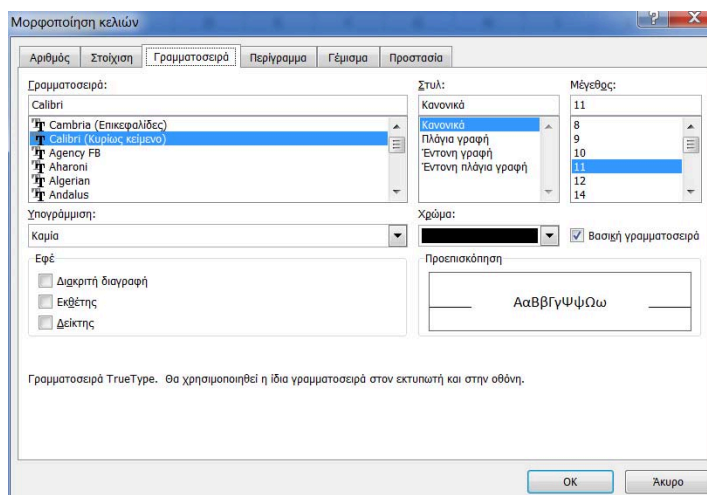 Μορφοποίηση κελιών
Αριθμός Στοίχιση Γραμματοσειρά Περίγραμμα Γέμισμα Προστασία
Γραμματοσειρά: Στυλ: Μέγεθος:
Calibri Κανονικά 11
Cambria (Επικεφαλίδες) Κανονικά 8
Calibri (Κυρίως κείμενο) Πλάγια γραφή 9
Agency FB Έντονη γραφή 10
Aharoni Έντονη πλάγια γραφή 11
Algerian 12
Andalus 14
Υπογράμμιση: Χρώμα:
Καμία Βασική γραμματοσειρά
Εφέ Προεπισκόπηση
Διακριτή διαγραφή
Εκθέτης
Δείκτης
ΑαΒβΓγΨψΩω
Γραμματοσειρά TrueType. Θα χρησιμοποιηθεί η ίδια γραμματοσειρά στον εκτυπωτή και στην οθόνη.
OK Άκυρο